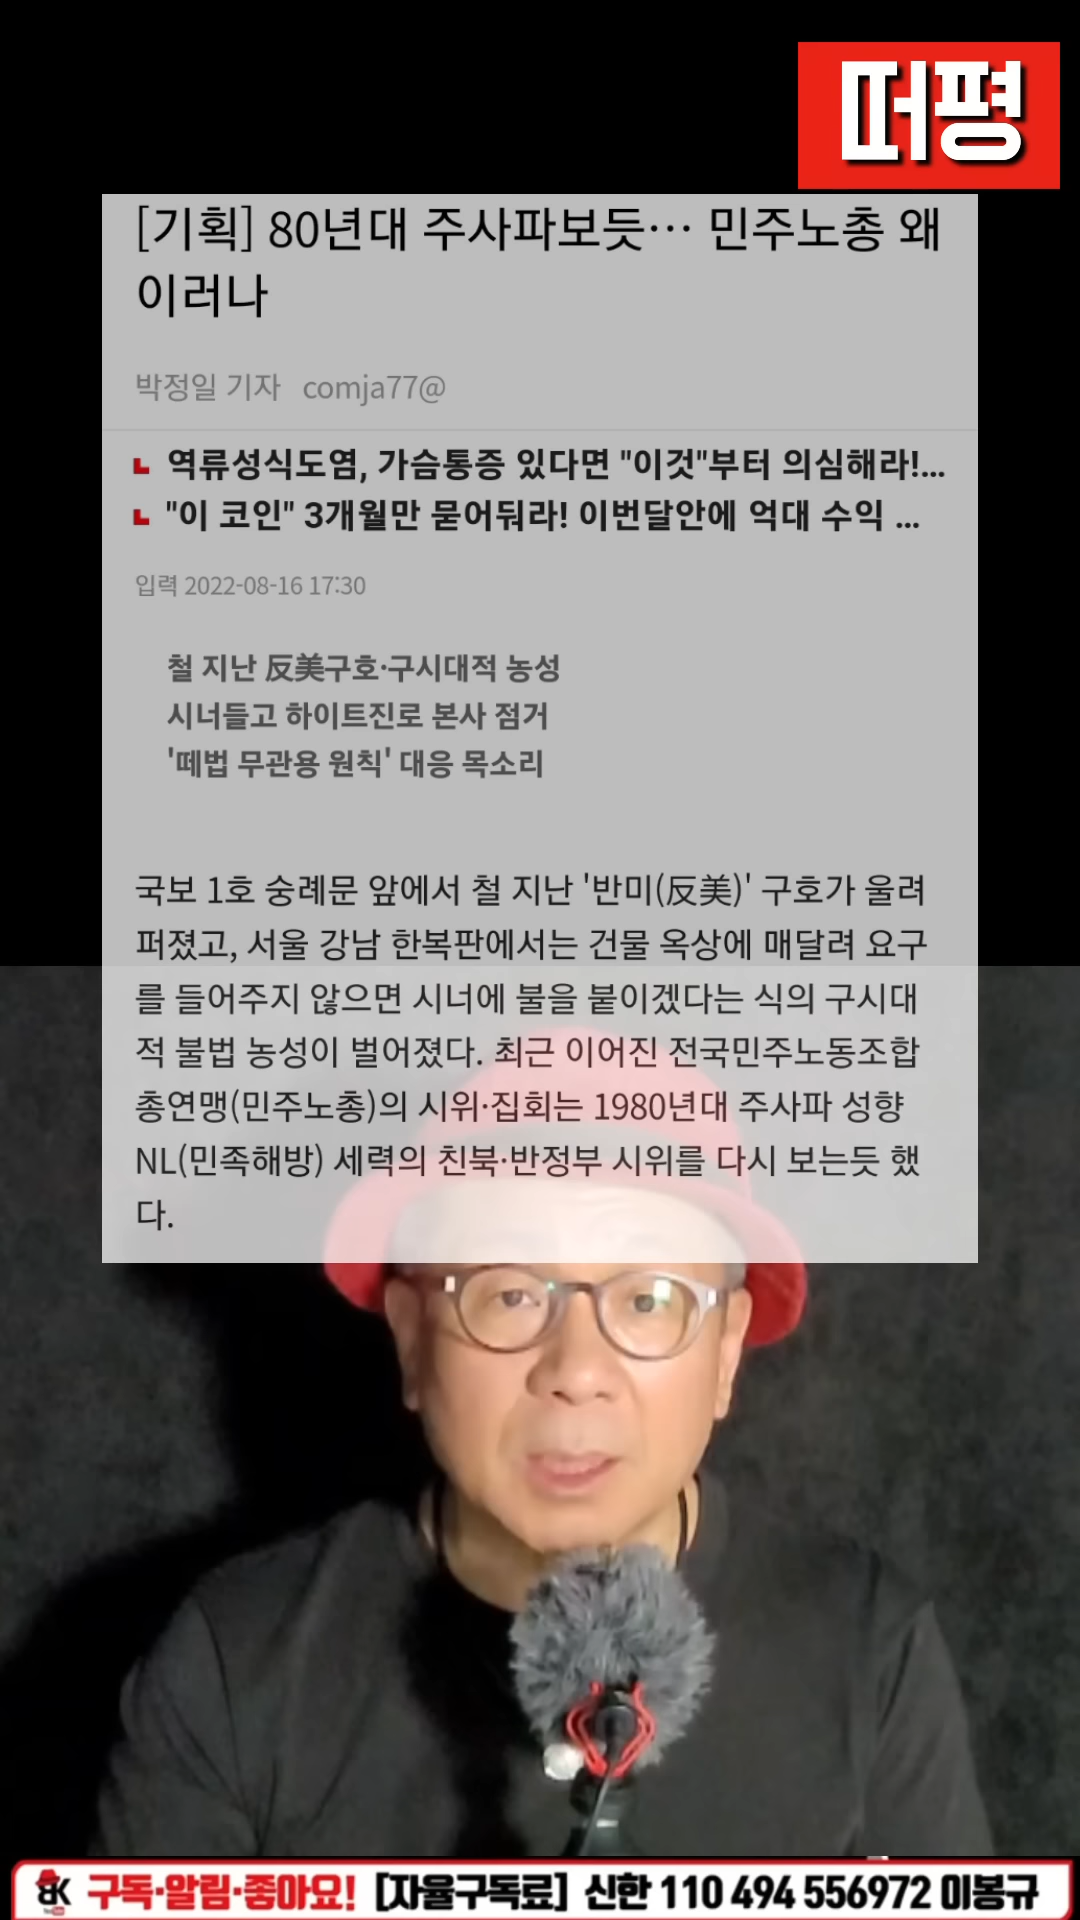 떠평
[기획] 80년대 주사파보듯… 민주노총 왜
이러나
박정일 기자 comja77@
역류성식도염, 가슴통증 있다면 "이것"부터 의심해라!...
"이 코인" 3개월만 묻어둬라! 이번달안에 억대 수익 ...
입력 2022-08-16 17:30
철 지난 反美구호·구시대적 농성
시너들고 하이트진로 본사 점거
'떼법 무관용 원칙' 대응 목소리
국보 1호 숭례문 앞에서 철 지난 '반미(反美)' 구호가 울려
퍼졌고, 서울 강남 한복판에서는 건물 옥상에 매달려 요구
를 들어주지 않으면 시너에 불을 붙이겠다는 식의 구시대
적 불법 농성이 벌어졌다. 최근 이어진 전국민주노동조합
총연맹(민주노총)의 시위·집회는 1980년대 주사파 성향
NL(민족해방) 세력의 친북·반정부 시위를 다시 보는듯 했
다.
BK 구독·알림·좋아요! [자율구독료] 신한 110 494 556972 이봉규